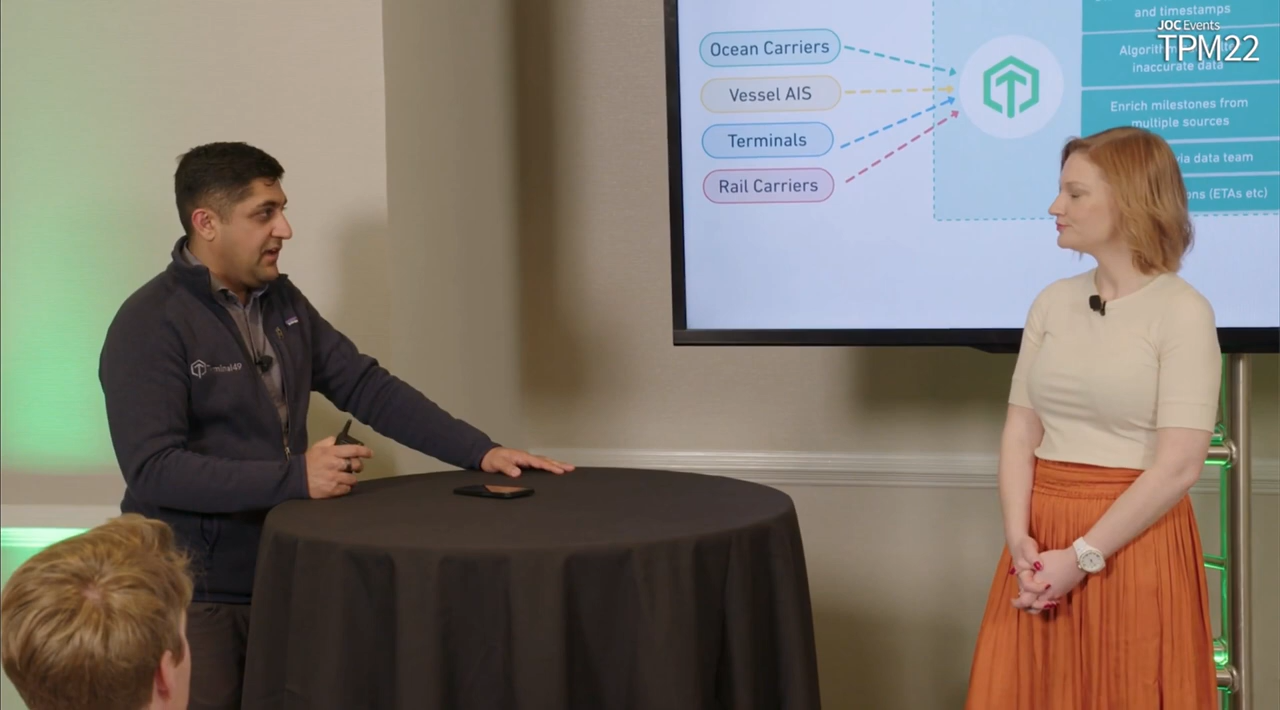 JOC Events
TPM22
and timestamps
inaccurate data
Enrich milestones from
multiple sources
via data team
(ETAs etc)
Ocean Carriers
Vessel AIS
Terminals
Rail Carriers